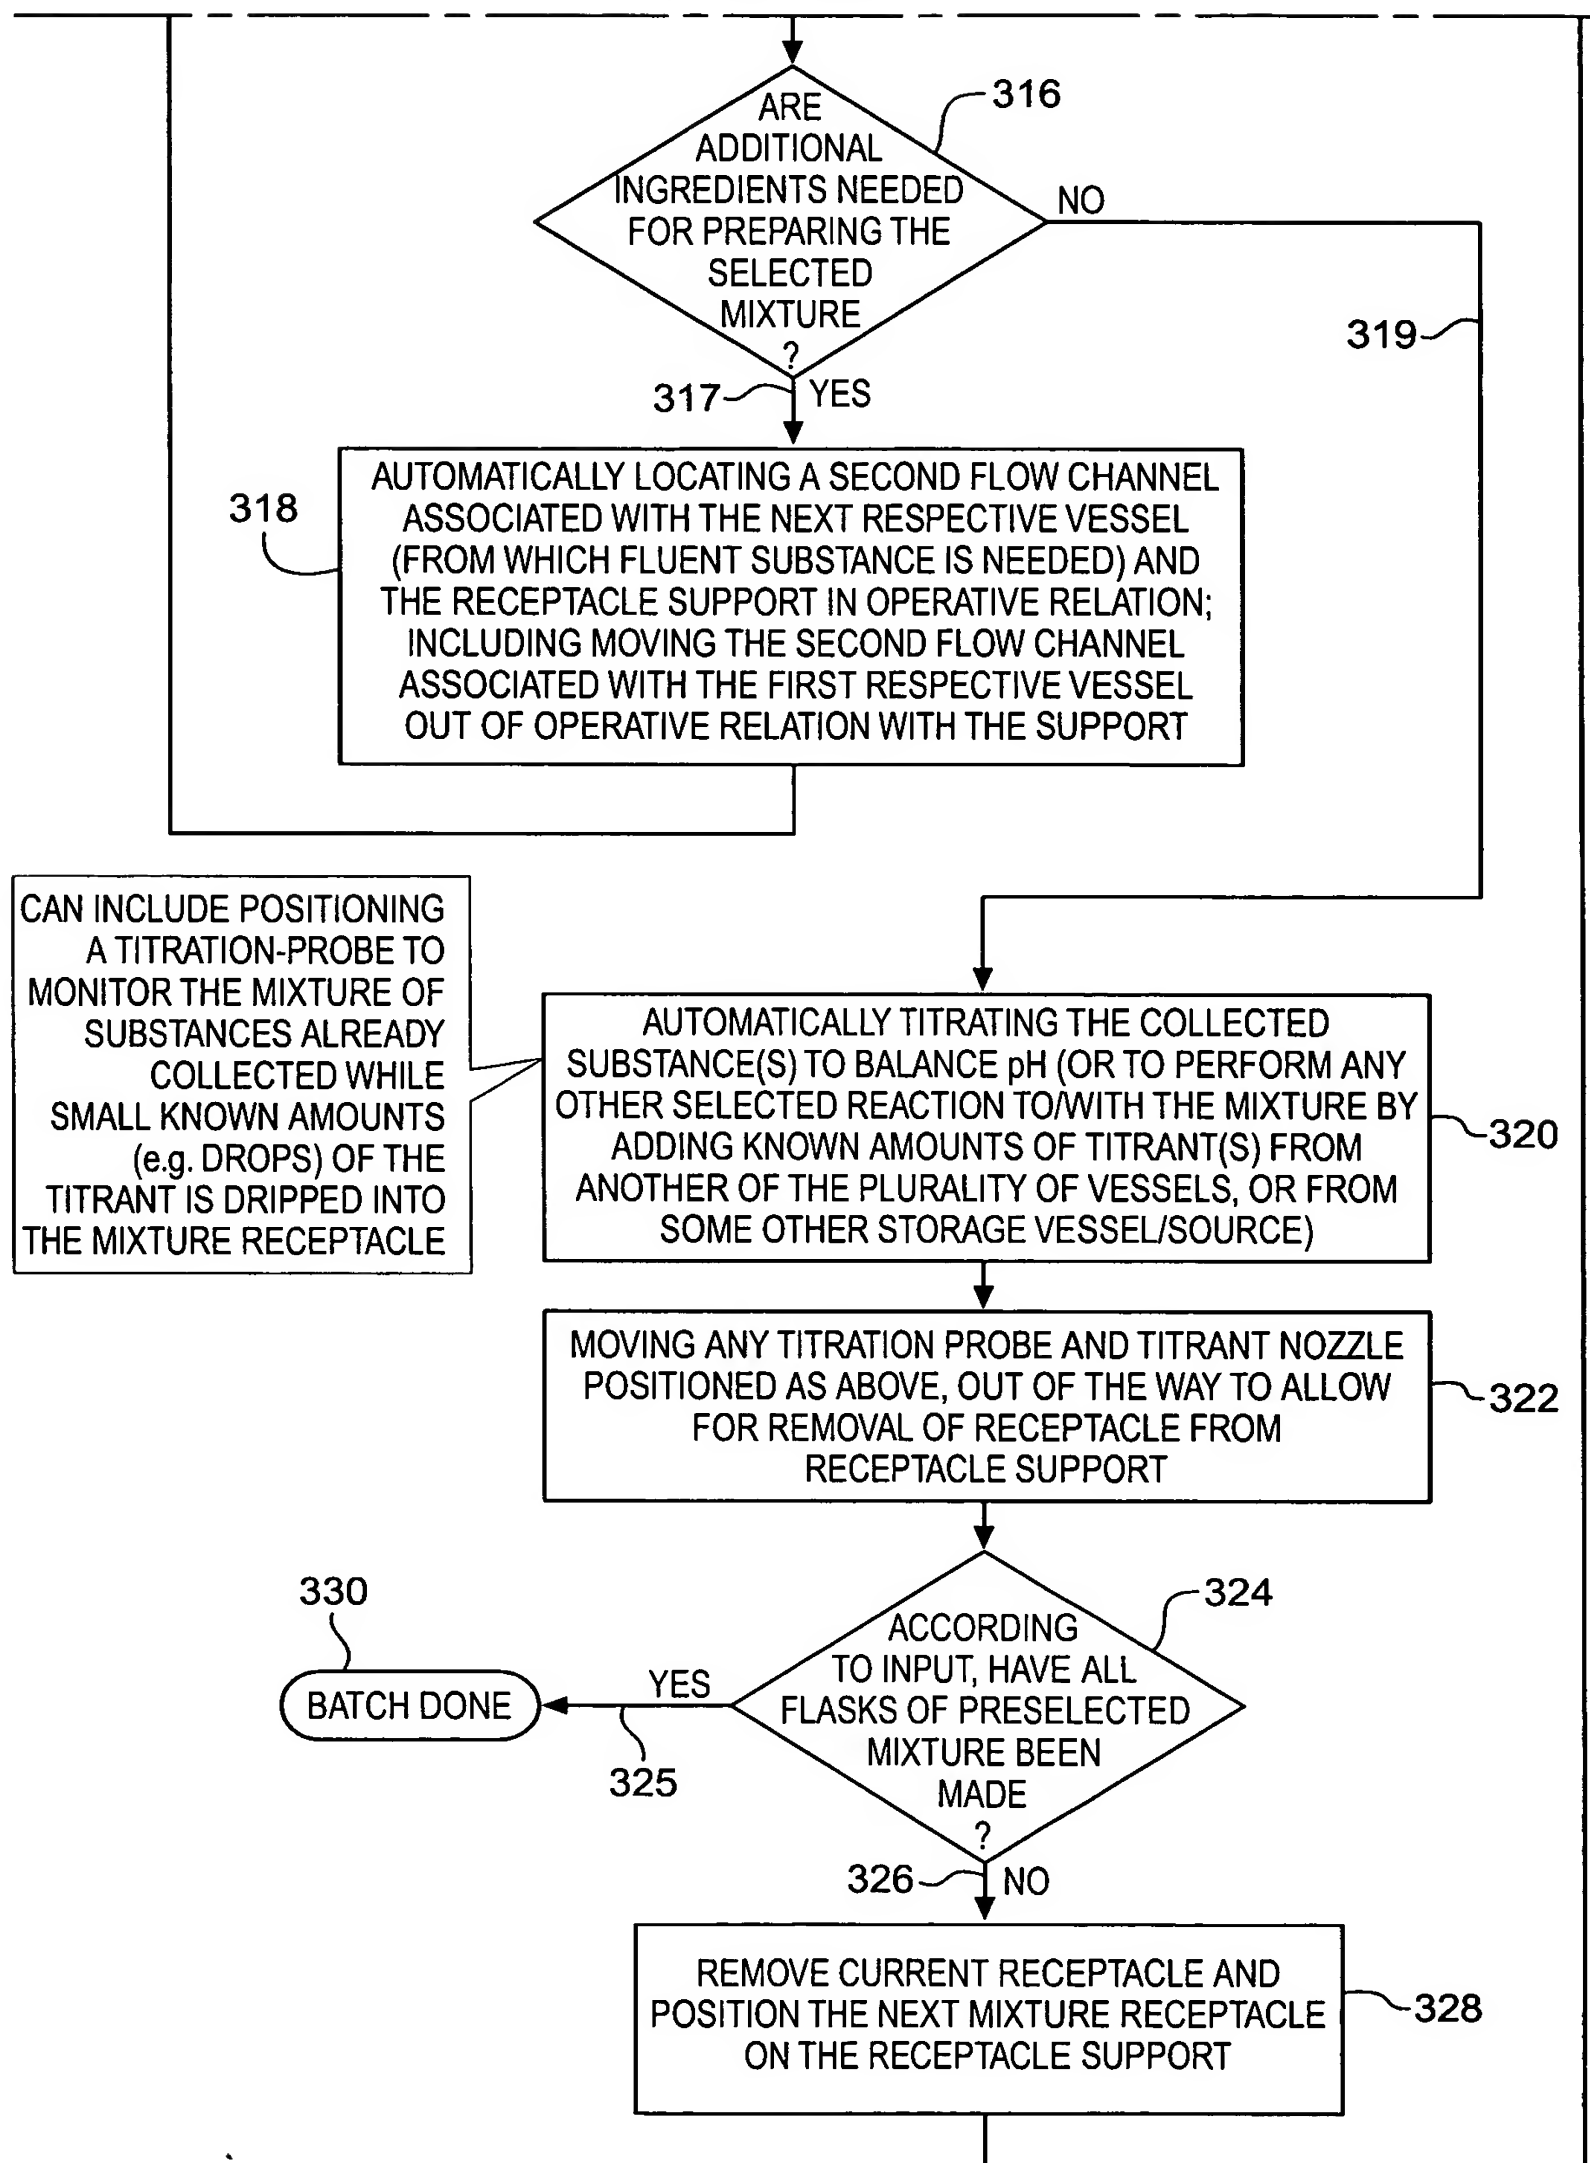 ARE
ADDITIONAL
INGREDIENTS NEEDED
FOR PREPARING THE
SELECTED
MIXTURE
?
316
NO
319
317
YES
318
AUTOMATICALLY LOCATING A SECOND FLOW CHANNEL
ASSOCIATED WITH THE NEXT RESPECTIVE VESSEL
(FROM WHICH FLUENT SUBSTANCE IS NEEDED) AND
THE RECEPTACLE SUPPORT IN OPERATIVE RELATION;
INCLUDING MOVING THE SECOND FLOW CHANNEL
ASSOCIATED WITH THE FIRST RESPECTIVE VESSEL
OUT OF OPERATIVE RELATION WITH THE SUPPORT
CAN INCLUDE POSITIONING
A TITRATION-PROBE TO
MONITOR THE MIXTURE OF
SUBSTANCES ALREADY
COLLECTED WHILE
SMALL KNOWN AMOUNTS
(e.g. DROPS) OF THE
TITRANT IS DRIPPED INTO
THE MIXTURE RECEPTACLE
AUTOMATICALLY TITRATING THE COLLECTED
SUBSTANCE(S) TO BALANCE pH (OR TO PERFORM ANY
OTHER SELECTED REACTION TO/WITH THE MIXTURE BY
ADDING KNOWN AMOUNTS OF TITRANT(S) FROM
ANOTHER OF THE PLURALITY OF VESSELS, OR FROM
SOME OTHER STORAGE VESSEL/SOURCE)
320
MOVING ANY TITRATION PROBE AND TITRANT NOZZLE
POSITIONED AS ABOVE, OUT OF THE WAY TO ALLOW
FOR REMOVAL OF RECEPTACLE FROM
RECEPTACLE SUPPORT
322
330
BATCH DONE
YES
325
ACCORDING
TO INPUT, HAVE ALL
FLASKS OF PRESELECTED
MIXTURE BEEN
MADE
?
324
326
NO
REMOVE CURRENT RECEPTACLE AND
POSITION THE NEXT MIXTURE RECEPTACLE
ON THE RECEPTACLE SUPPORT
328